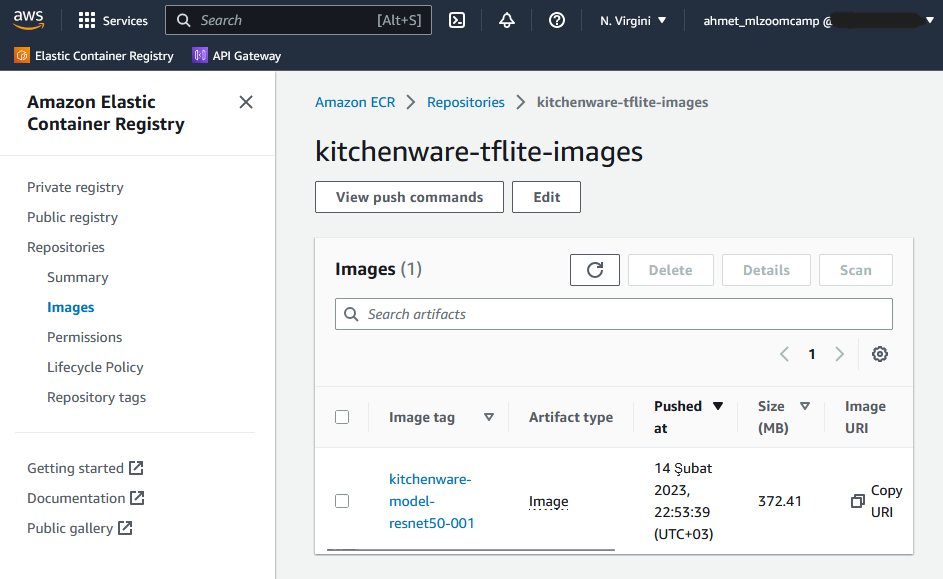 aws Services Search [Alt+S] N. Virgini ahmet_mlzoomcamp @
Elastic Container Registry API Gateway
Amazon Elastic
Container Registry
Private registry
Public registry
Repositories
Summary
Images
Permissions
Lifecycle Policy
Repository tags
Getting started
Documentation
Public gallery
Amazon ECR Repositories kitchenware-tflite-images
kitchenware-tflite-images
View push commands Edit
Images (1) Delete Details Scan
Search artifacts
1
Image tag Artifact type Pushed at Size (MB) Image URI
kitchenware-
model-
resnet50-001
Image
14 Şubat
2023,
22:53:39
(UTC+03)
372.41
Copy
URI